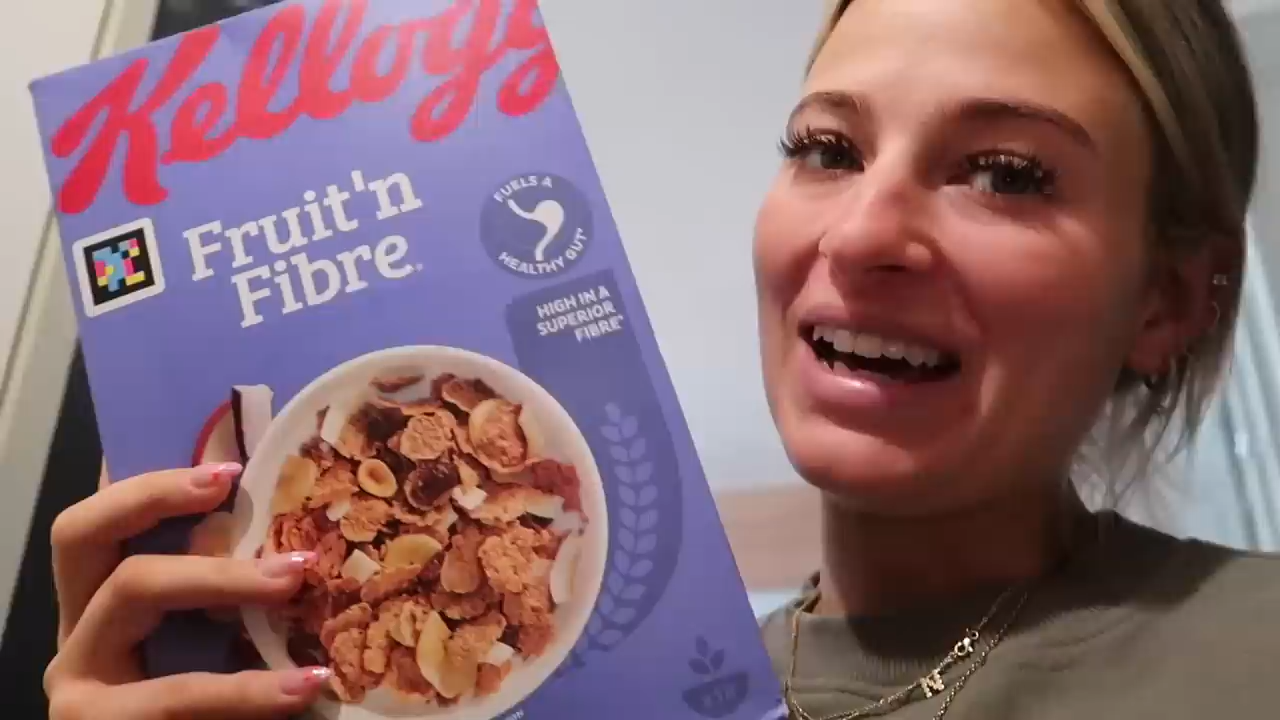 Kellogg's
Fruit'n
Fibre
FUELS A
HEALTHY GUT*
HIGH IN A
SUPERIOR
FIBRE*
N